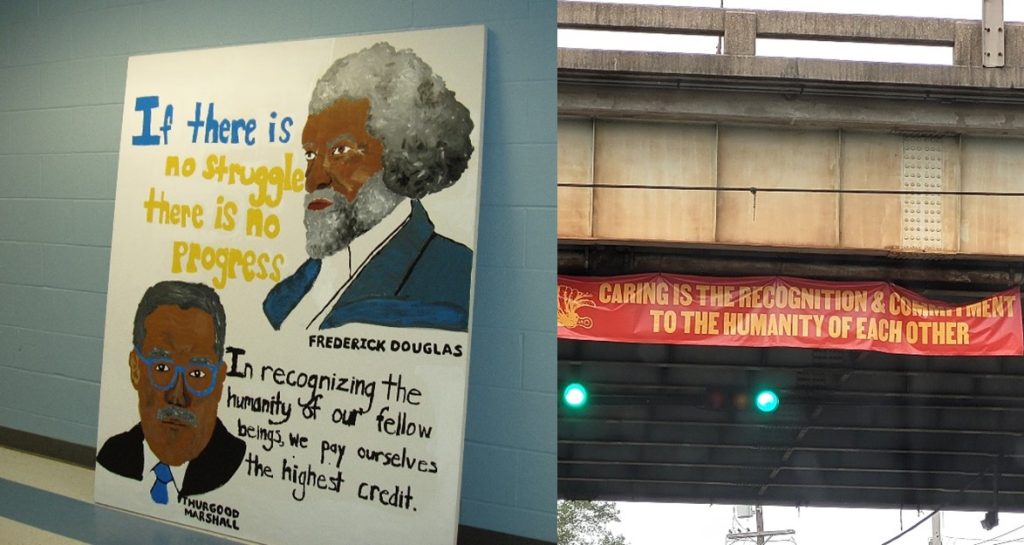 If there is
no struggle
there is no
progress
FREDERICK DOUGLAS
In recognizing the
humanity of our fellow
beings, we pay ourselves
the highest credit.
THURGOOD
MARSHALL
CARING IS THE RECOGNITION & COMMITMENT
TO THE HUMANITY OF EACH OTHER